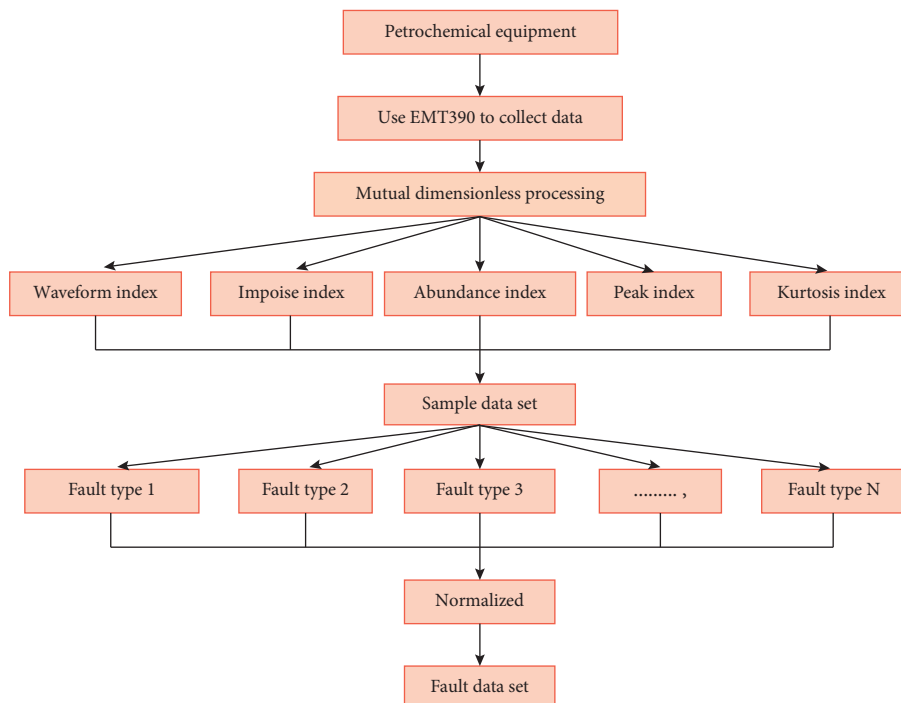 Petrochemical equipment
Use EMT390 to collect data
Mutual dimensionless processing
Waveform index
Impoise index
Abundance index
Peak index
Kurtosis index
Sample data set
Fault type 1
Fault type 2
Fault type 3
......... ,
Fault type N
Normalized
Fault data set